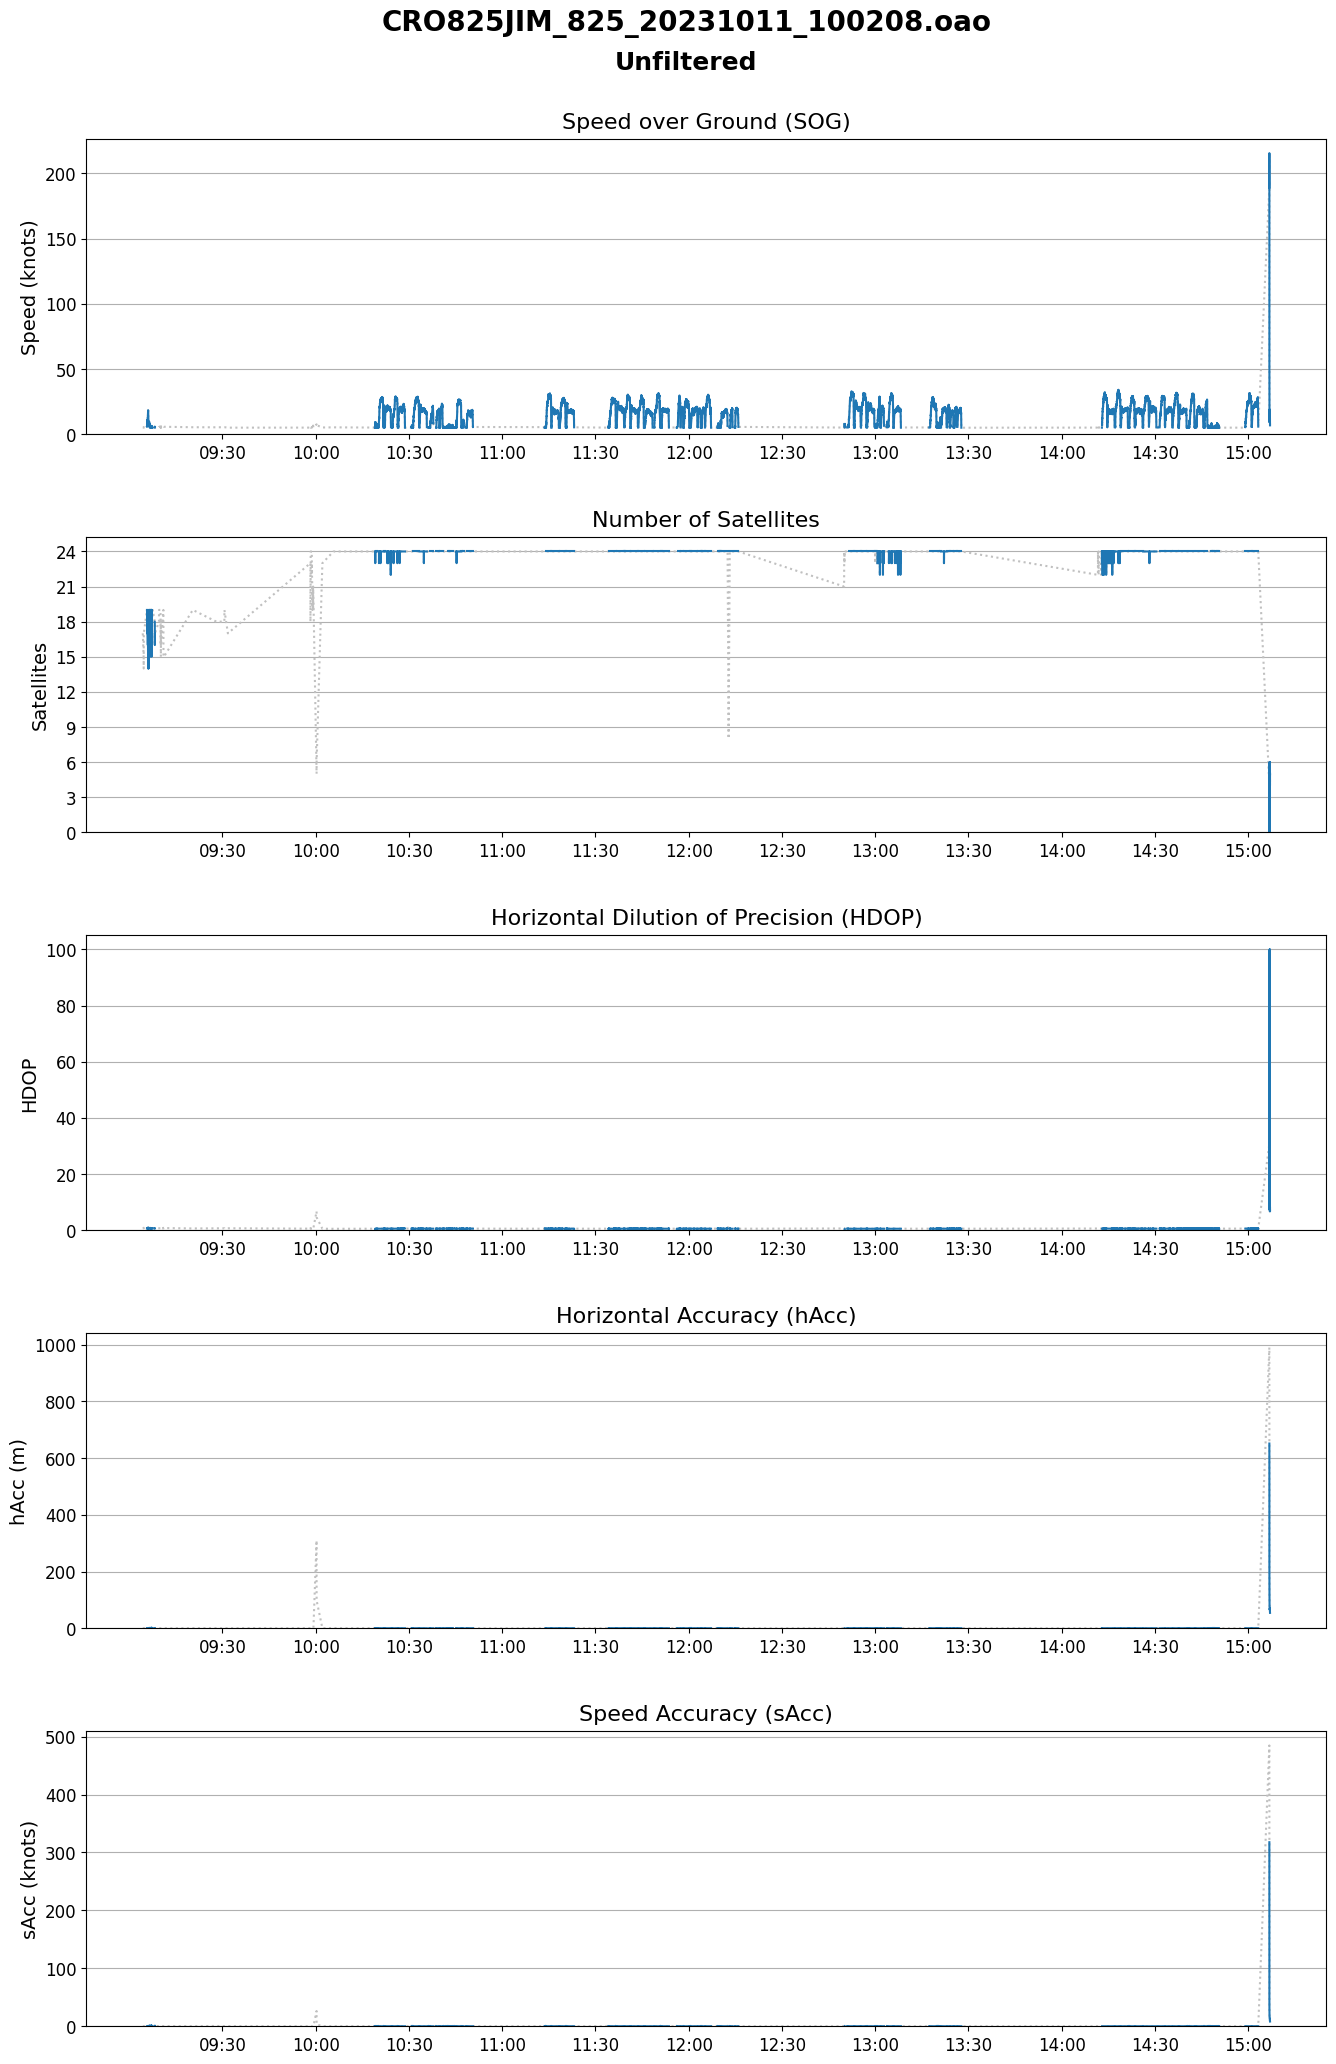 CRO825JIM_825_20231011_100208.oao
Unfiltered
Speed over Ground (SOG)
Speed (knots)
200
150
100
50
0
09:30 10:00 10:30 11:00 11:30 12:00 12:30 13:00 13:30 14:00 14:30 15:00
Number of Satellites
Satellites
24
21
18
15
12
9
6
3
0
09:30 10:00 10:30 11:00 11:30 12:00 12:30 13:00 13:30 14:00 14:30 15:00
Horizontal Dilution of Precision (HDOP)
HDOP
100
80
60
40
20
0
09:30 10:00 10:30 11:00 11:30 12:00 12:30 13:00 13:30 14:00 14:30 15:00
Horizontal Accuracy (hAcc)
hAcc (m)
1000
800
600
400
200
0
09:30 10:00 10:30 11:00 11:30 12:00 12:30 13:00 13:30 14:00 14:30 15:00
Speed Accuracy (sAcc)
sAcc (knots)
500
400
300
200
100
0
09:30 10:00 10:30 11:00 11:30 12:00 12:30 13:00 13:30 14:00 14:30 15:00